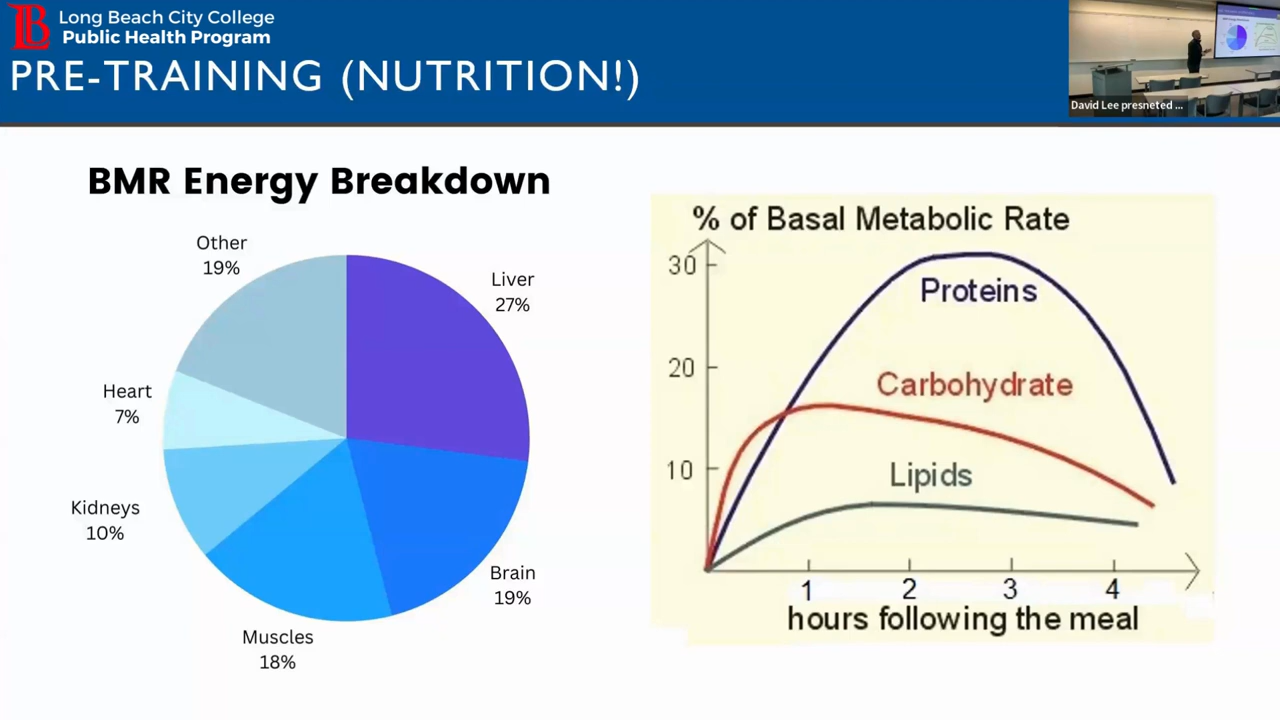 Long Beach City College
Public Health Program
PRE-TRAINING (NUTRITION!)
David Lee presneted ...
BMR Energy Breakdown
Other
19%
Liver
27%
Heart
7%
Kidneys
10%
Brain
19%
Muscles
18%
% of Basal Metabolic Rate
30
Proteins
20
Carbohydrate
10
Lipids
1 2 3 4
hours following the meal